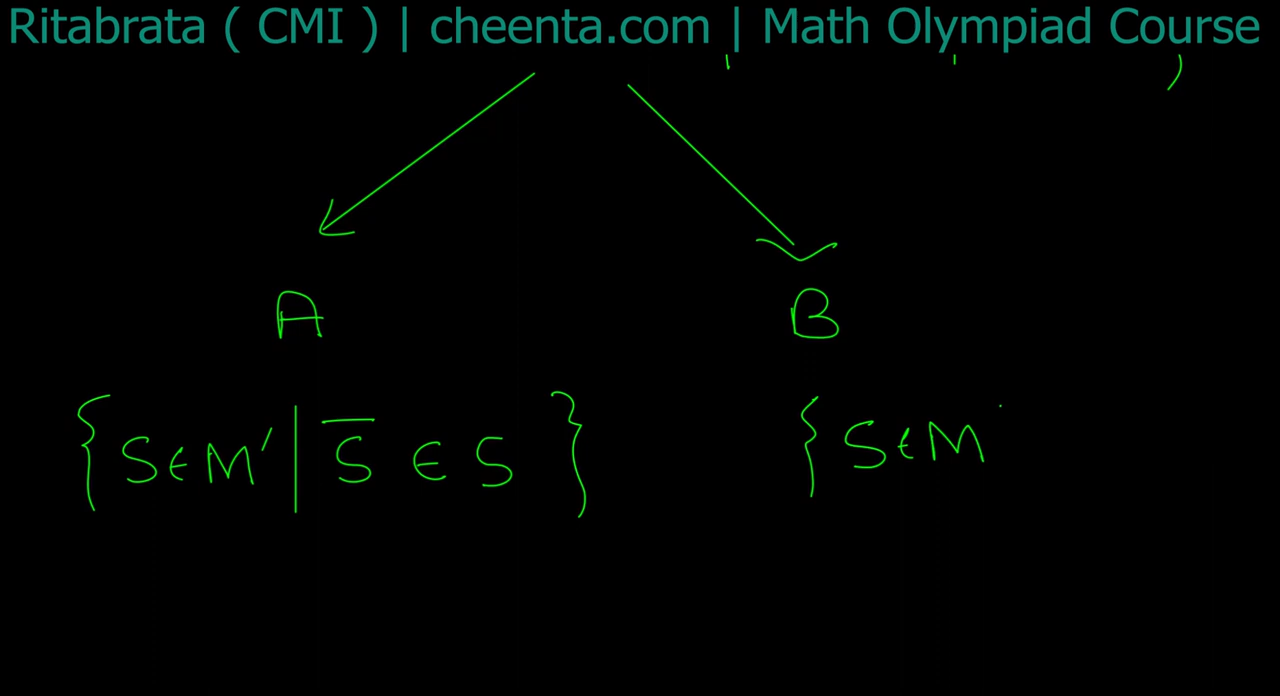 Ritabrata ( CMI ) | cheenta.com | Math Olympiad Course
A B
{ S ∈ M' | S̅ ∈ S } { S ∈ M